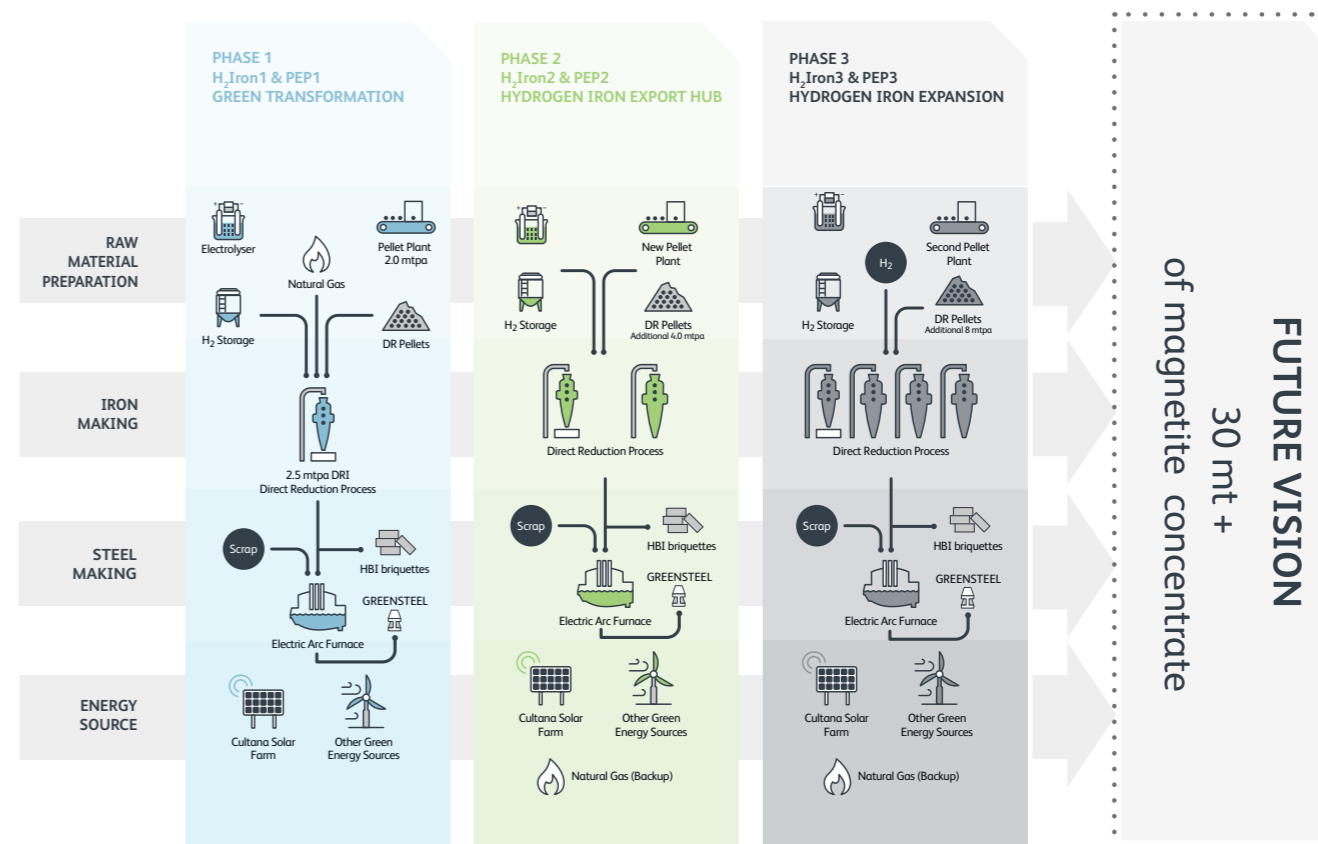 PHASE 1
H₂Iron1 & PEP1
GREEN TRANSFORMATION
PHASE 2
H₂Iron2 & PEP2
HYDROGEN IRON EXPORT HUB
PHASE 3
H₂Iron3 & PEP3
HYDROGEN IRON EXPANSION
RAW
MATERIAL
PREPARATION
Electrolyser
Pellet Plant
2.0 mtpa
Natural Gas
H₂ Storage
DR Pellets
New Pellet
Plant
H₂ Storage
DR Pellets
Additional 4.0 mtpa
Second Pellet
Plant
H₂
H₂ Storage
DR Pellets
Additional 8 mtpa
IRON
MAKING
2.5 mtpa DRI
Direct Reduction Process
Direct Reduction Process
Direct Reduction Process
STEEL
MAKING
Scrap
HBI briquettes
GREENSTEEL
Electric Arc Furnace
Scrap
HBI briquettes
GREENSTEEL
Electric Arc Furnace
Scrap
HBI briquettes
GREENSTEEL
Electric Arc Furnace
ENERGY
SOURCE
Cultana Solar
Farm
Other Green
Energy Sources
Cultana Solar
Farm
Other Green
Energy Sources
Natural Gas (Backup)
Cultana Solar
Farm
Other Green
Energy Sources
Natural Gas (Backup)
FUTURE VISION
30 mt +
of magnetite concentrate